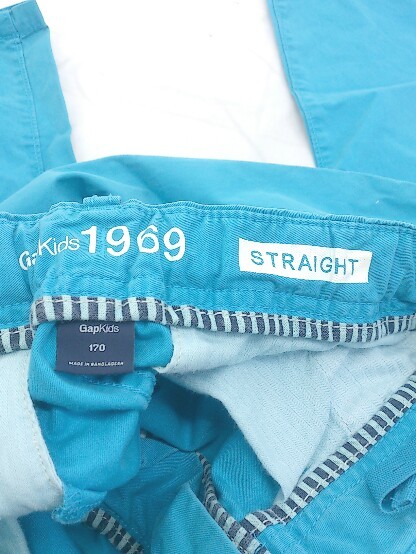 GapKids 1969
STRAIGHT
GapKids
170
MADE IN BANGLADESH